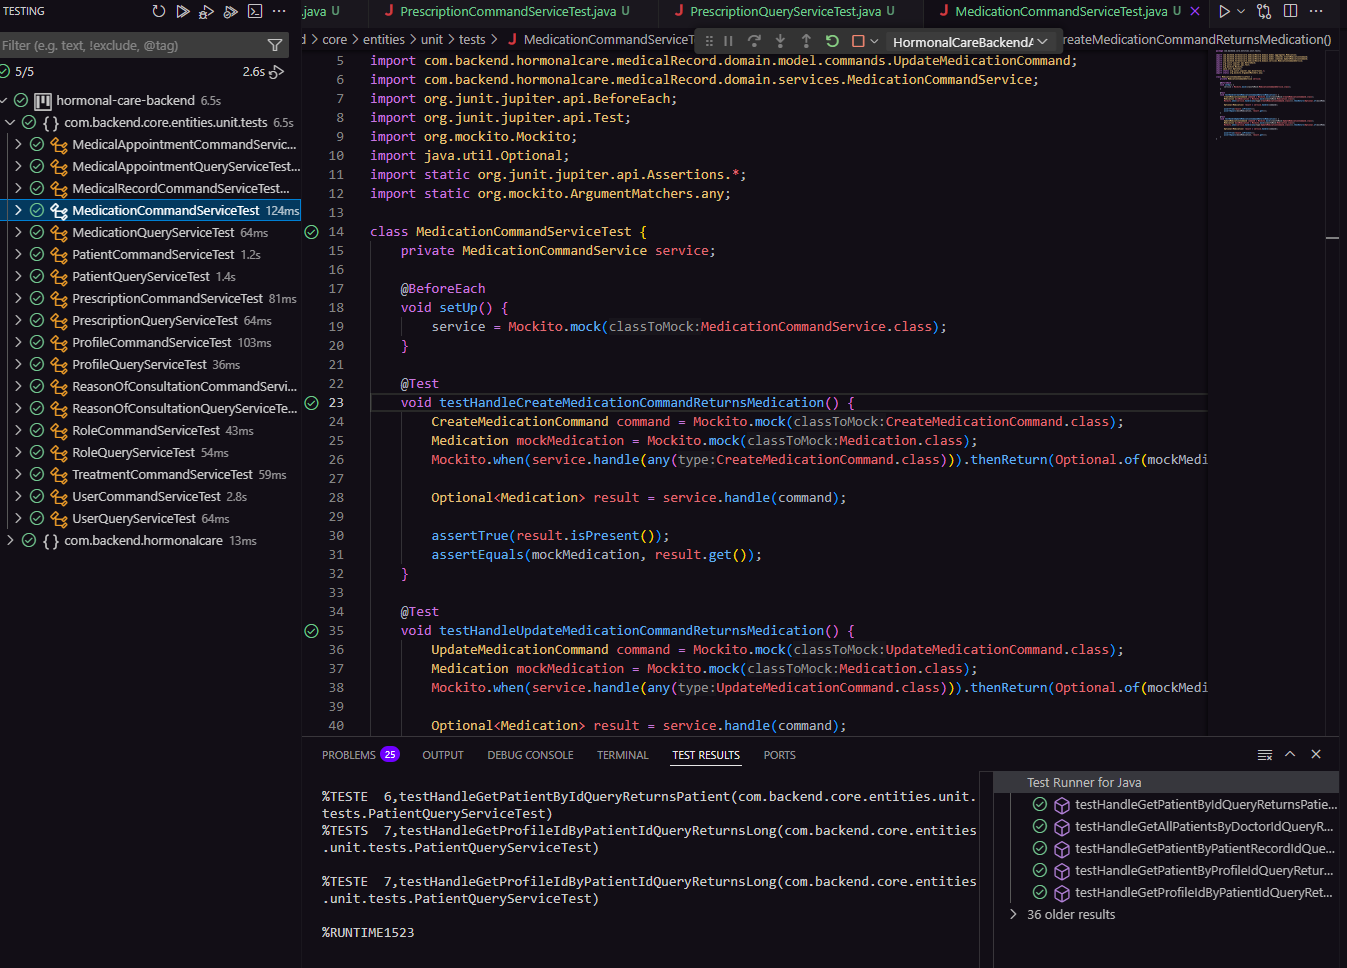 TESTING
.java U
PrescriptionCommandServiceTest.java U
PrescriptionQueryServiceTest.java U
MedicationCommandServiceTest.java U
Filter (e.g. text, !exclude, @tag)
d > core > entities > unit > tests > MedicationCommandServiceT
HormonalCareBackendA
reateMedicationCommandReturnsMedication()
5/5
2.6s
hormonal-care-backend 6.5s
{ } com.backend.core.entities.unit.tests 6.5s
MedicalAppointmentCommandServic...
MedicalAppointmentQueryServiceTest...
MedicalRecordCommandServiceTest...
MedicationCommandServiceTest 124ms
MedicationQueryServiceTest 64ms
PatientCommandServiceTest 1.2s
PatientQueryServiceTest 1.4s
PrescriptionCommandServiceTest 81ms
PrescriptionQueryServiceTest 64ms
ProfileCommandServiceTest 103ms
ProfileQueryServiceTest 36ms
ReasonOfConsultationCommandServi...
ReasonOfConsultationQueryServiceTe...
RoleCommandServiceTest 43ms
RoleQueryServiceTest 54ms
TreatmentCommandServiceTest 59ms
UserCommandServiceTest 2.8s
UserQueryServiceTest 64ms
{ } com.backend.hormonalcare 13ms
5 import com.backend.hormonalcare.medicalRecord.domain.model.commands.UpdateMedicationCommand;
6 import com.backend.hormonalcare.medicalRecord.domain.services.MedicationCommandService;
7 import org.junit.jupiter.api.BeforeEach;
8 import org.junit.jupiter.api.Test;
9 import org.mockito.Mockito;
10 import java.util.Optional;
11 import static org.junit.jupiter.api.Assertions.*;
12 import static org.mockito.ArgumentMatchers.any;
13
14 class MedicationCommandServiceTest {
15 private MedicationCommandService service;
16
17 @BeforeEach
18 void setUp() {
19 service = Mockito.mock(classToMock:MedicationCommandService.class);
20 }
21
22 @Test
23 void testHandleCreateMedicationCommandReturnsMedication() {
24 CreateMedicationCommand command = Mockito.mock(classToMock:CreateMedicationCommand.class);
25 Medication mockMedication = Mockito.mock(classToMock:Medication.class);
26 Mockito.when(service.handle(any(type:CreateMedicationCommand.class))).thenReturn(Optional.of(mockMedi
27
28 Optional<Medication> result = service.handle(command);
29
30 assertTrue(result.isPresent());
31 assertEquals(mockMedication, result.get());
32 }
33
34 @Test
35 void testHandleUpdateMedicationCommandReturnsMedication() {
36 UpdateMedicationCommand command = Mockito.mock(classToMock:UpdateMedicationCommand.class);
37 Medication mockMedication = Mockito.mock(classToMock:Medication.class);
38 Mockito.when(service.handle(any(type:UpdateMedicationCommand.class))).thenReturn(Optional.of(mockMedi
39
40 Optional<Medication> result = service.handle(command);
PROBLEMS 25 OUTPUT DEBUG CONSOLE TERMINAL TEST RESULTS PORTS
%TESTE  6,testHandleGetPatientByIdQueryReturnsPatient(com.backend.core.entities.unit.
tests.PatientQueryServiceTest)
%TESTS  7,testHandleGetProfileIdByPatientIdQueryReturnsLong(com.backend.core.entities
.unit.tests.PatientQueryServiceTest)
%TESTE  7,testHandleGetProfileIdByPatientIdQueryReturnsLong(com.backend.core.entities
.unit.tests.PatientQueryServiceTest)
%RUNTIME1523
Test Runner for Java
testHandleGetPatientByIdQueryReturnsPatie...
testHandleGetAllPatientsByDoctorIdQueryR...
testHandleGetPatientByPatientRecordIdQue...
testHandleGetPatientByProfileIdQueryRetur...
testHandleGetProfileIdByPatientIdQueryRet...
36 older results